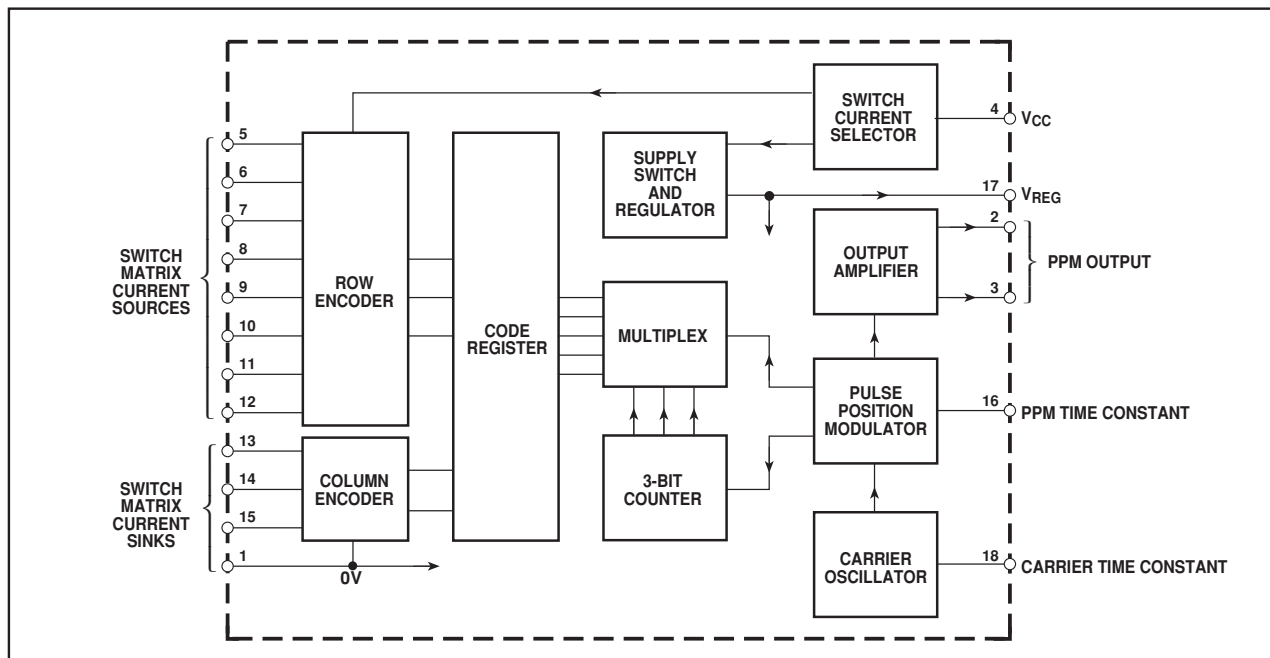 SWITCH
CURRENT
SELECTOR
4
VCC
5
6
7
8
9
10
11
12
SWITCH
MATRIX
CURRENT
SOURCES
ROW
ENCODER
CODE
REGISTER
SUPPLY
SWITCH
AND
REGULATOR
17
VREG
2
3
OUTPUT
AMPLIFIER
PPM OUTPUT
MULTIPLEX
PULSE
POSITION
MODULATOR
16
PPM TIME CONSTANT
13
14
15
1
SWITCH
MATRIX
CURRENT
SINKS
COLUMN
ENCODER
0V
3-BIT
COUNTER
CARRIER
OSCILLATOR
18
CARRIER TIME CONSTANT